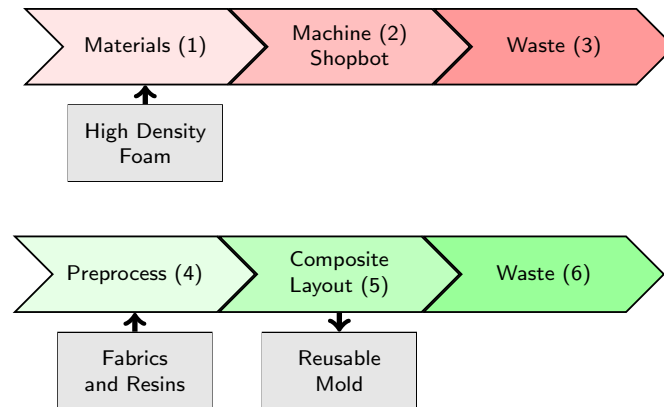 Materials (1)
Machine (2)
Shopbot
Waste (3)
High Density
Foam
Preprocess (4)
Composite
Layout (5)
Waste (6)
Fabrics
and Resins
Reusable
Mold